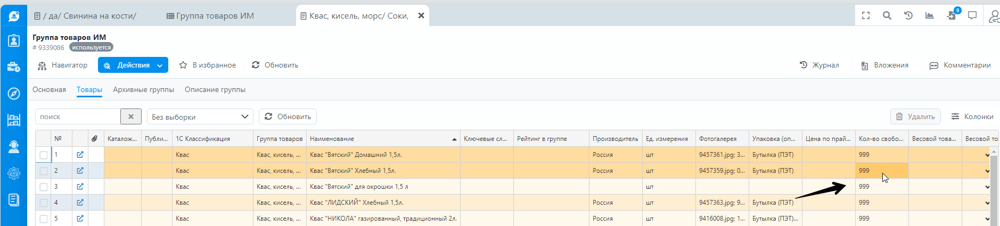 / да/ Свинина на кости/ Группа товаров ИМ Квас, кисель, морс/ Соки, 9
Группа товаров ИМ
# 9339086 используется
Навигатор Действия В избранное Обновить Журнал Вложения Комментарии
Основная Товары Архивные группы Описание группы
поиск Без выборки Обновить Удалить Колонки
№ Каталож... Публи... 1С Классификация Группа товаров Наименование Ключевые сл... Рейтинг в группе Производитель Ед. измерения Фотогалерея Упаковка (оп... Цена по прай... Кол-во свобо... Весовой това... Весовой то
1 Квас Квас, кисель, ... Квас "Вятский" Домашний 1,5л. Россия шт 9457361.jpg; 3... Бутылка (ПЭТ) 999
2 Квас Квас, кисель, ... Квас "Вятский" Хлебный 1,5л. Россия шт 9457359.jpg; 0... Бутылка (ПЭТ) 999
3 Квас Квас, кисель, ... Квас "Вятский" для окрошки 1,5 л шт 999
4 Квас Квас, кисель, ... Квас "ЛИДСКИЙ" Хлебный 1,5л. Россия шт 9457363.jpg; 9... Бутылка (ПЭТ) 999
5 Квас Квас, кисель, ... Квас "НИКОЛА" газированный, традиционный 2л. Россия шт 9416008.jpg; 1... Бутылка (ПЭТ)... 999